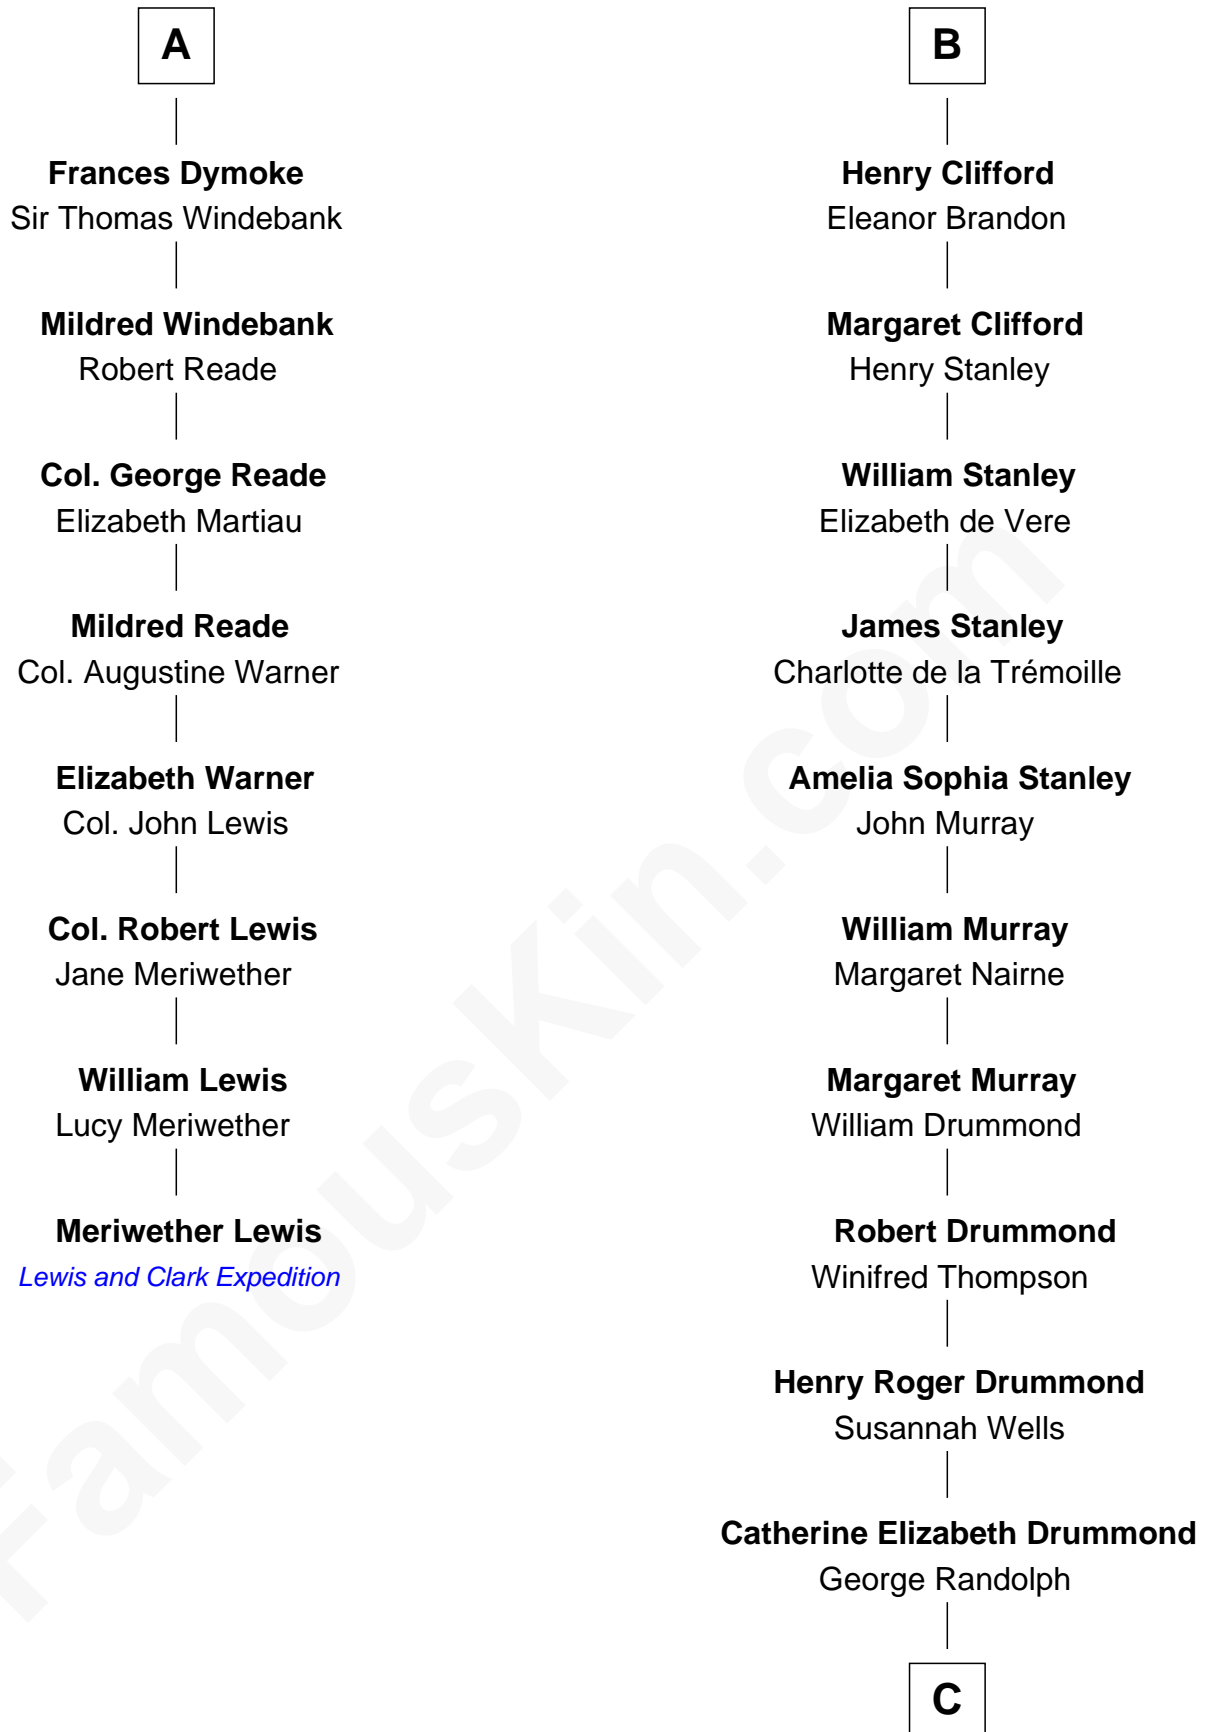 A
Frances Dymoke
Sir Thomas Windebank
Mildred Windebank
Robert Reade
Col. George Reade
Elizabeth Martiau
Mildred Reade
Col. Augustine Warner
Elizabeth Warner
Col. John Lewis
Col. Robert Lewis
Jane Meriwether
William Lewis
Lucy Meriwether
Meriwether Lewis
Lewis and Clark Expedition
B
Henry Clifford
Eleanor Brandon
Margaret Clifford
Henry Stanley
William Stanley
Elizabeth de Vere
James Stanley
Charlotte de la Trémoille
Amelia Sophia Stanley
John Murray
William Murray
Margaret Nairne
Margaret Murray
William Drummond
Robert Drummond
Winifred Thompson
Henry Roger Drummond
Susannah Wells
Catherine Elizabeth Drummond
George Randolph
C
FamousKin.com